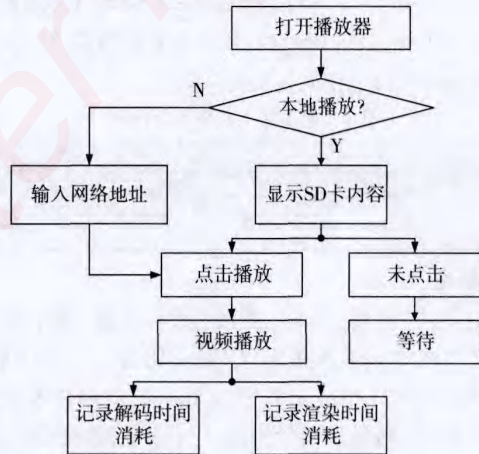 打开播放器
N
本地播放?
Y
输入网络地址
显示SD卡内容
点击播放
未点击
视频播放
等待
记录解码时间
消耗
记录渲染时间
消耗